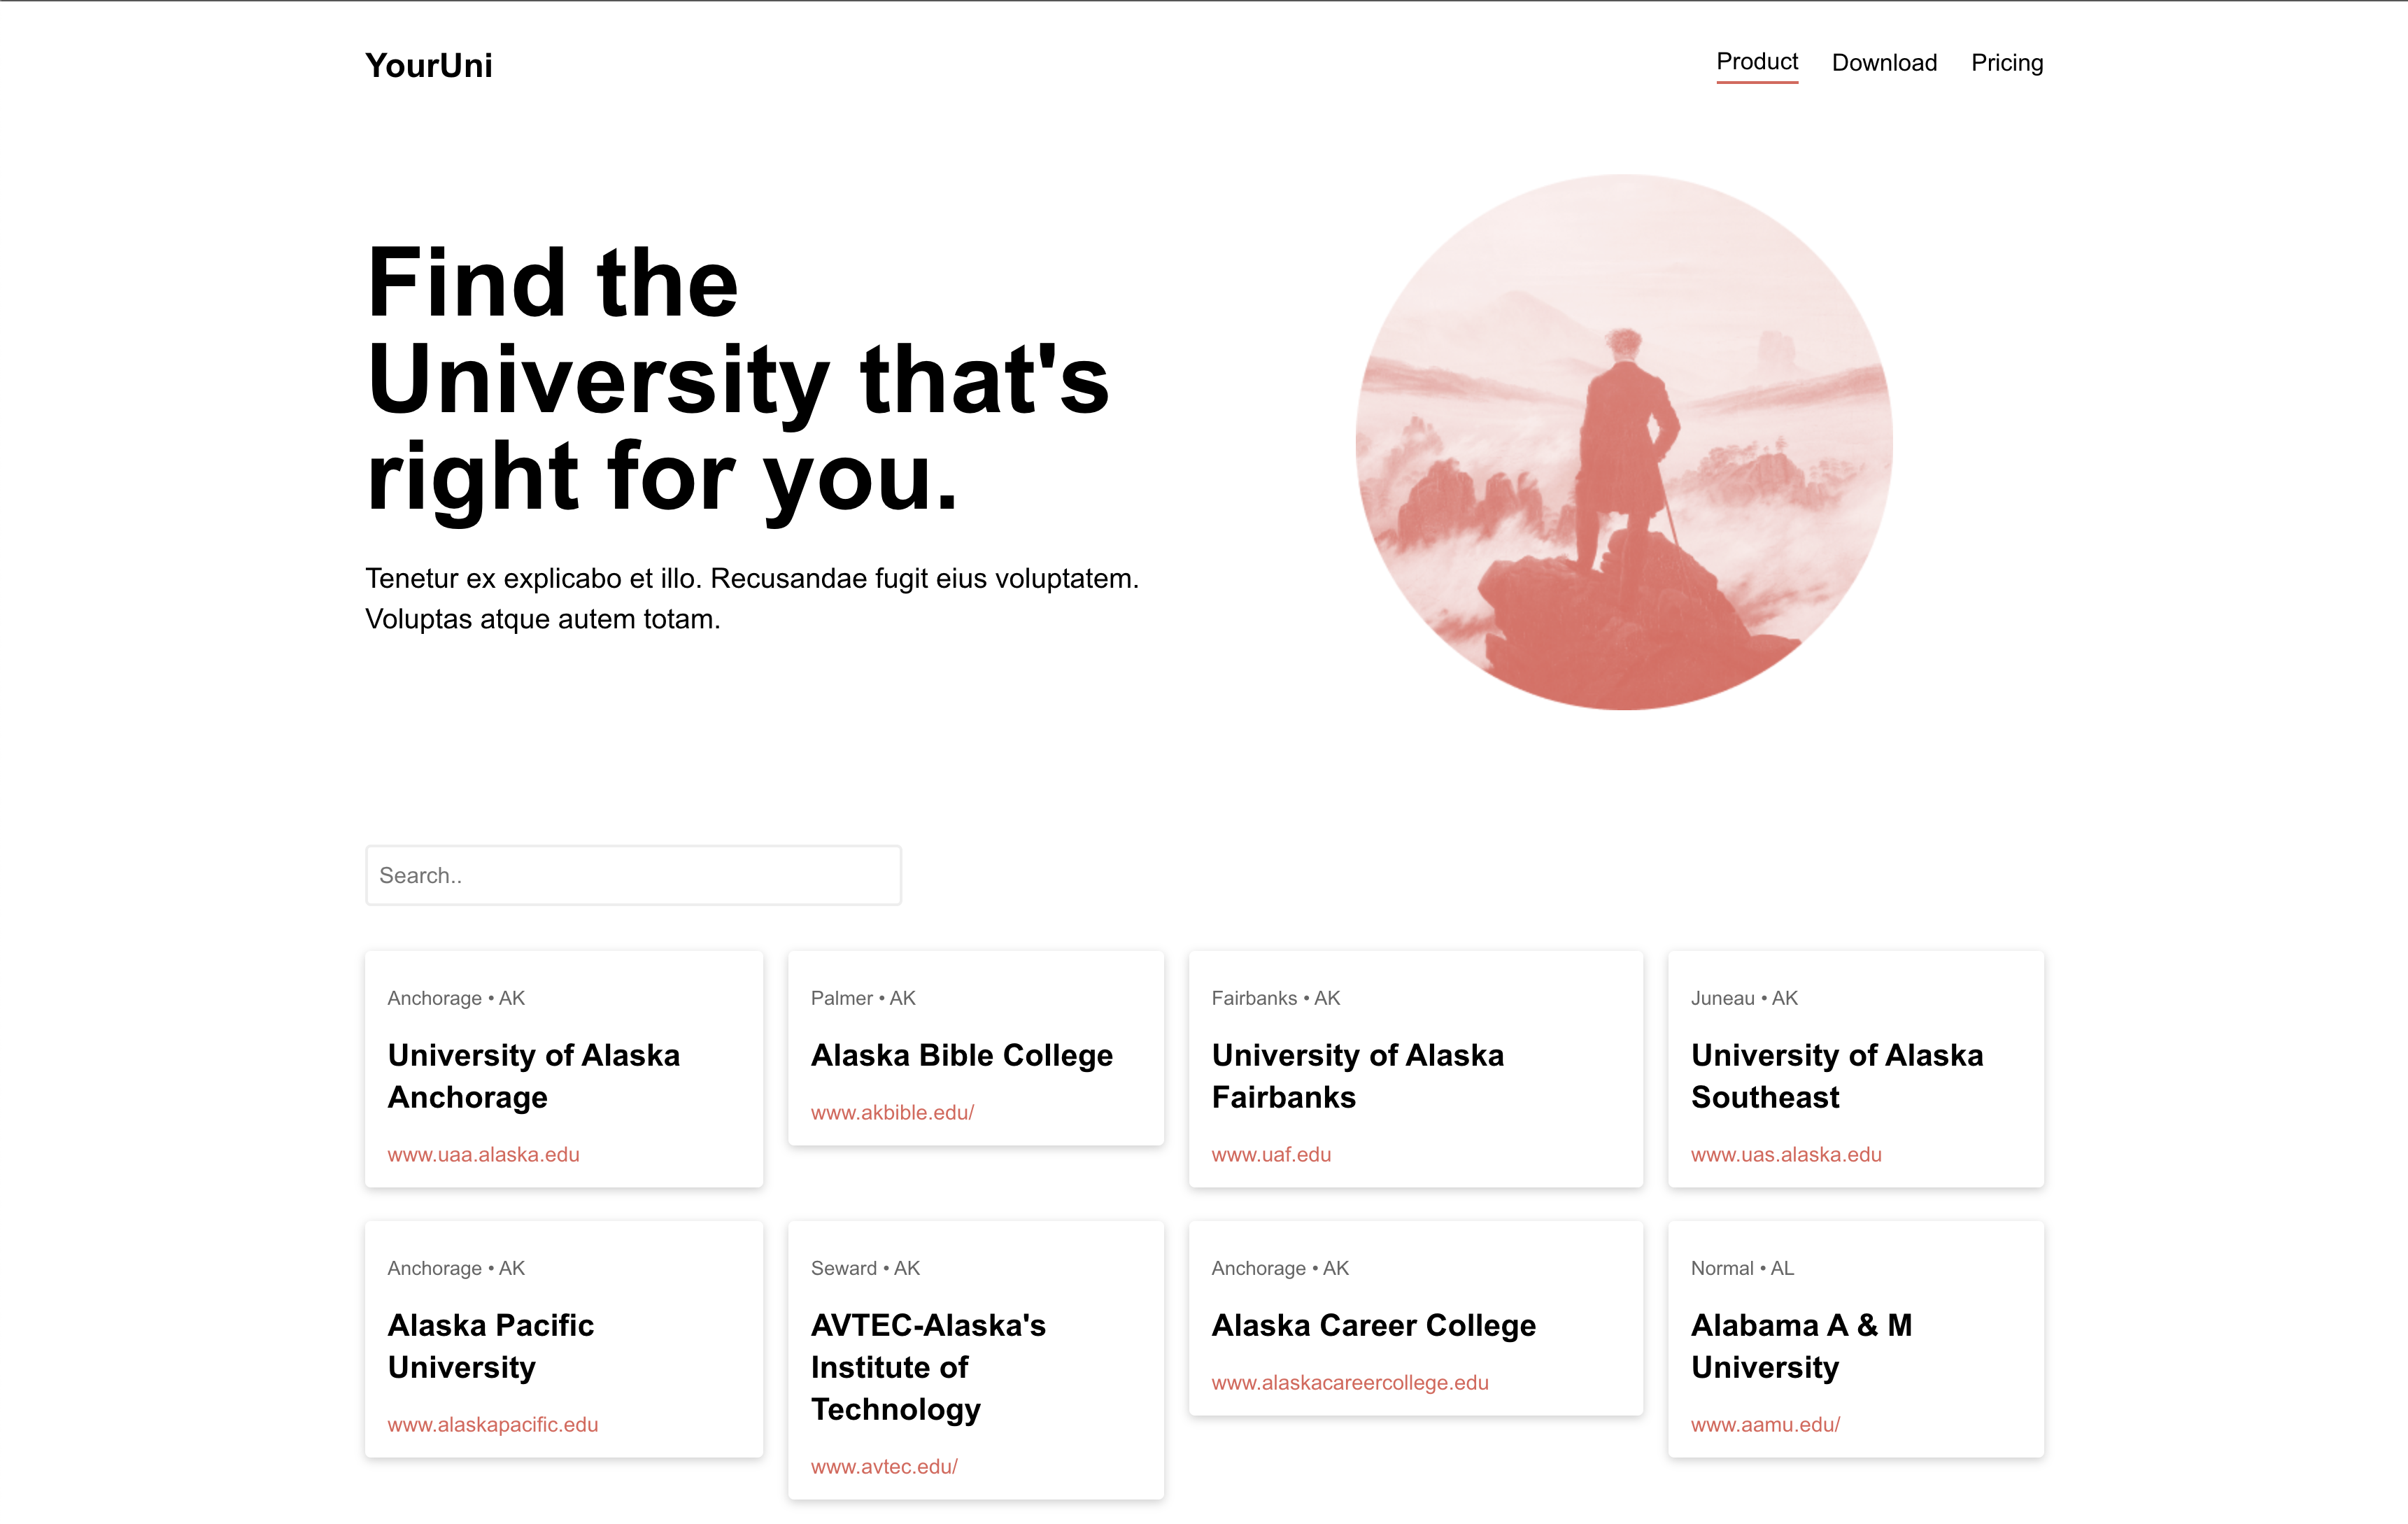 YourUni
Product
Download
Pricing
Find the
University that's
right for you.
Tenetur ex explicabo et illo. Recusandae fugit eius voluptatem.
Voluptas atque autem totam.
Search..
Anchorage • AK
University of Alaska
Anchorage
www.uaa.alaska.edu
Palmer • AK
Alaska Bible College
www.akbible.edu/
Fairbanks • AK
University of Alaska
Fairbanks
www.uaf.edu
Juneau • AK
University of Alaska
Southeast
www.uas.alaska.edu
Anchorage • AK
Alaska Pacific
University
www.alaskapacific.edu
Seward • AK
AVTEC-Alaska's
Institute of
Technology
www.avtec.edu/
Anchorage • AK
Alaska Career College
www.alaskacareercollege.edu
Normal • AL
Alabama A & M
University
www.aamu.edu/